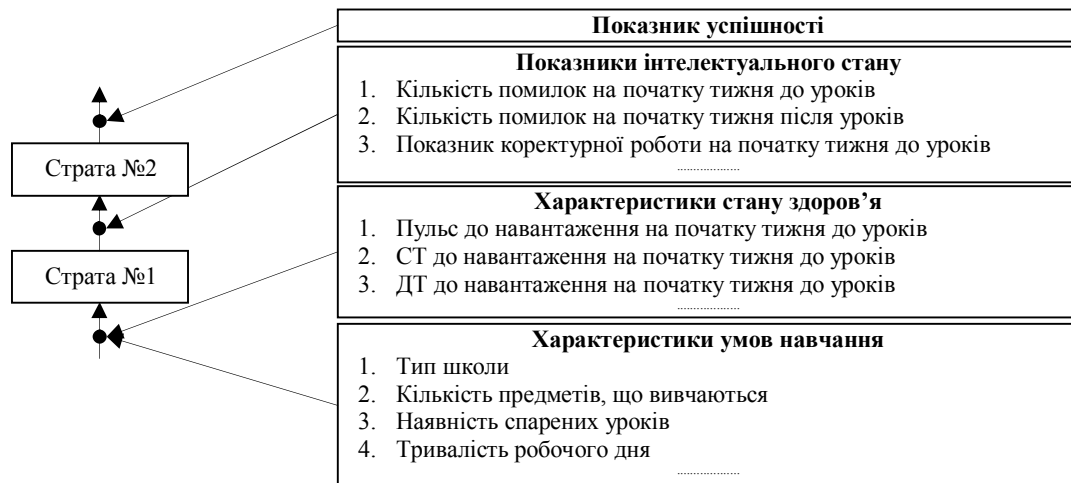 Показник успішності
Показники інтелектуального стану
1. Кількість помилок на початку тижня до уроків
2. Кількість помилок на початку тижня після уроків
3. Показник коректурної роботи на початку тижня до уроків
...................
Страта №2
Характеристики стану здоров’я
1. Пульс до навантаження на початку тижня до уроків
2. СТ до навантаження на початку тижня до уроків
3. ДТ до навантаження на початку тижня до уроків
...................
Страта №1
Характеристики умов навчання
1. Тип школи
2. Кількість предметів, що вивчаються
3. Наявність спарених уроків
4. Тривалість робочого дня
...................